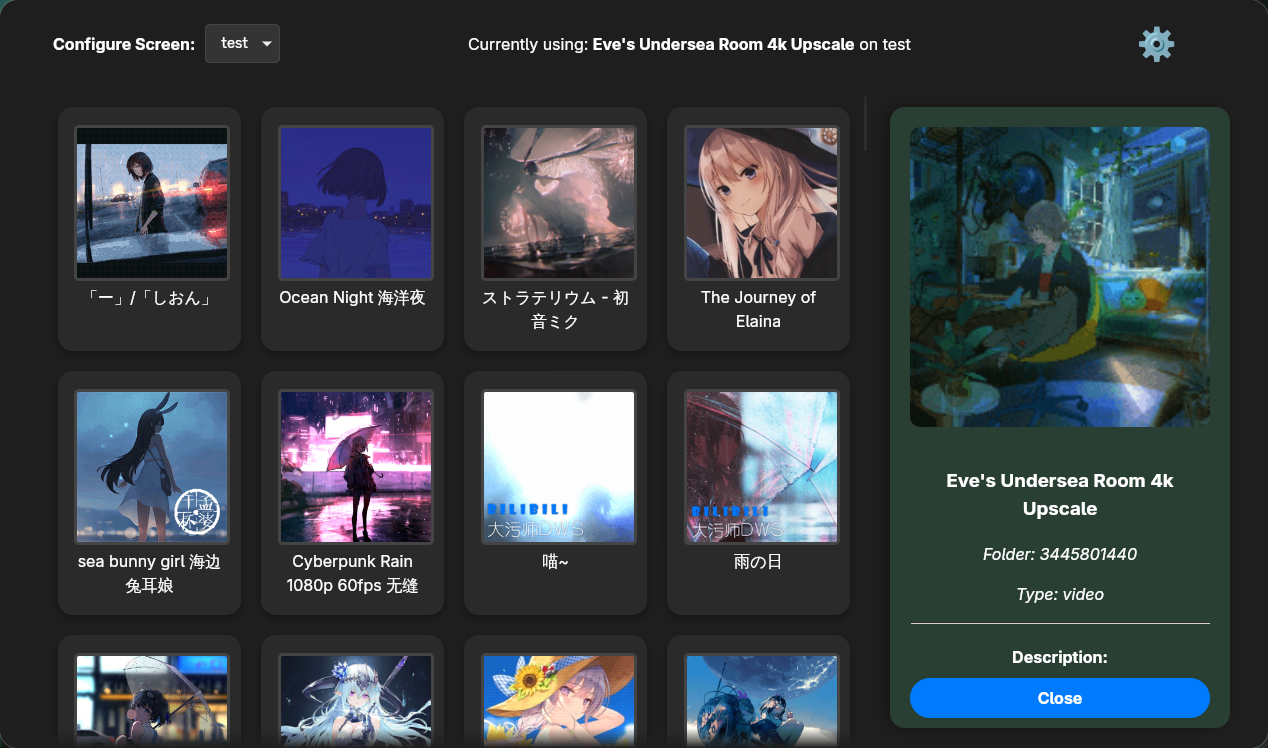 Configure Screen:
test
Currently using: Eve's Undersea Room 4k Upscale on test
「一」/「しおん」
Ocean Night 海洋夜
ストラテリウム - 初
音ミク
The Journey of
Elaina
BILIBILI
大污师DWS
BILIBILI
大污师DWS
sea bunny girl 海边
兔耳娘
Cyberpunk Rain
1080p 60fps 无缝
喵~
雨の日
Eve's Undersea Room 4k
Upscale
Folder: 3445801440
Type: video
Description:
Close